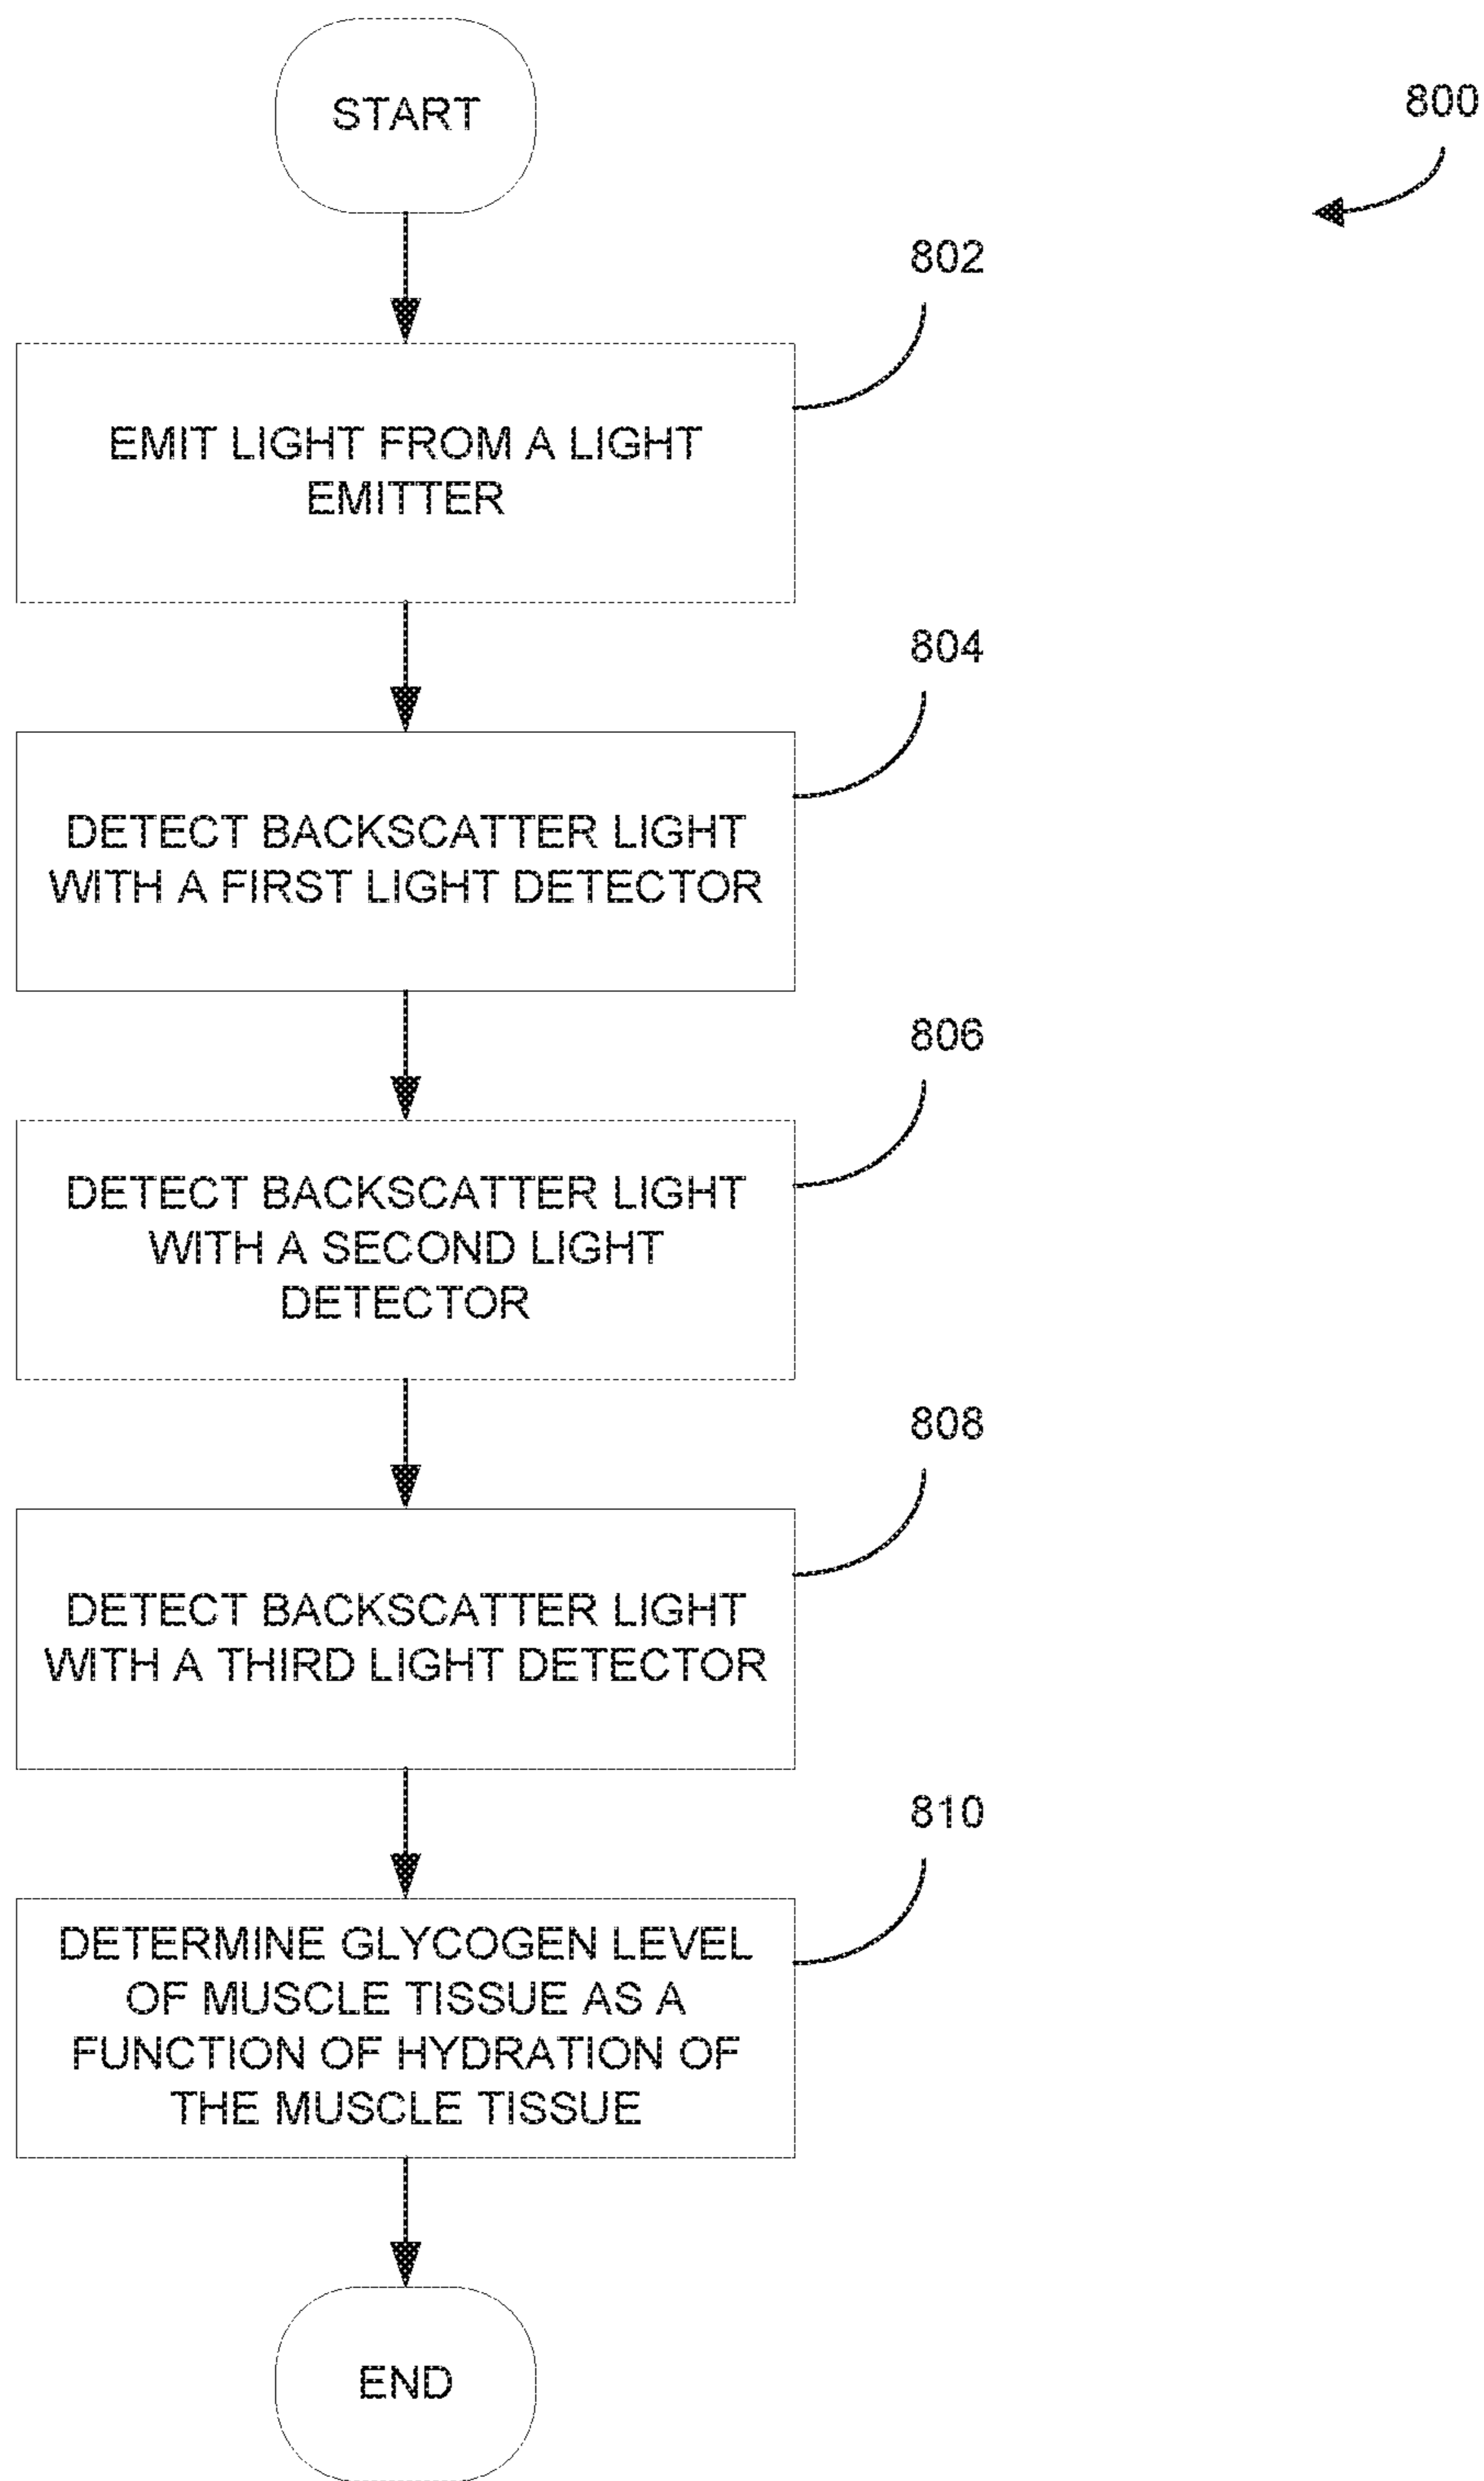 START
800
802
EMIT LIGHT FROM A LIGHT
EMITTER
804
DETECT BACKSCATTER LIGHT
WITH A FIRST LIGHT DETECTOR
806
DETECT BACKSCATTER LIGHT
WITH A SECOND LIGHT
DETECTOR
808
DETECT BACKSCATTER LIGHT
WITH A THIRD LIGHT DETECTOR
810
DETERMINE GLYCOGEN LEVEL
OF MUSCLE TISSUE AS A
FUNCTION OF HYDRATION OF
THE MUSCLE TISSUE
END